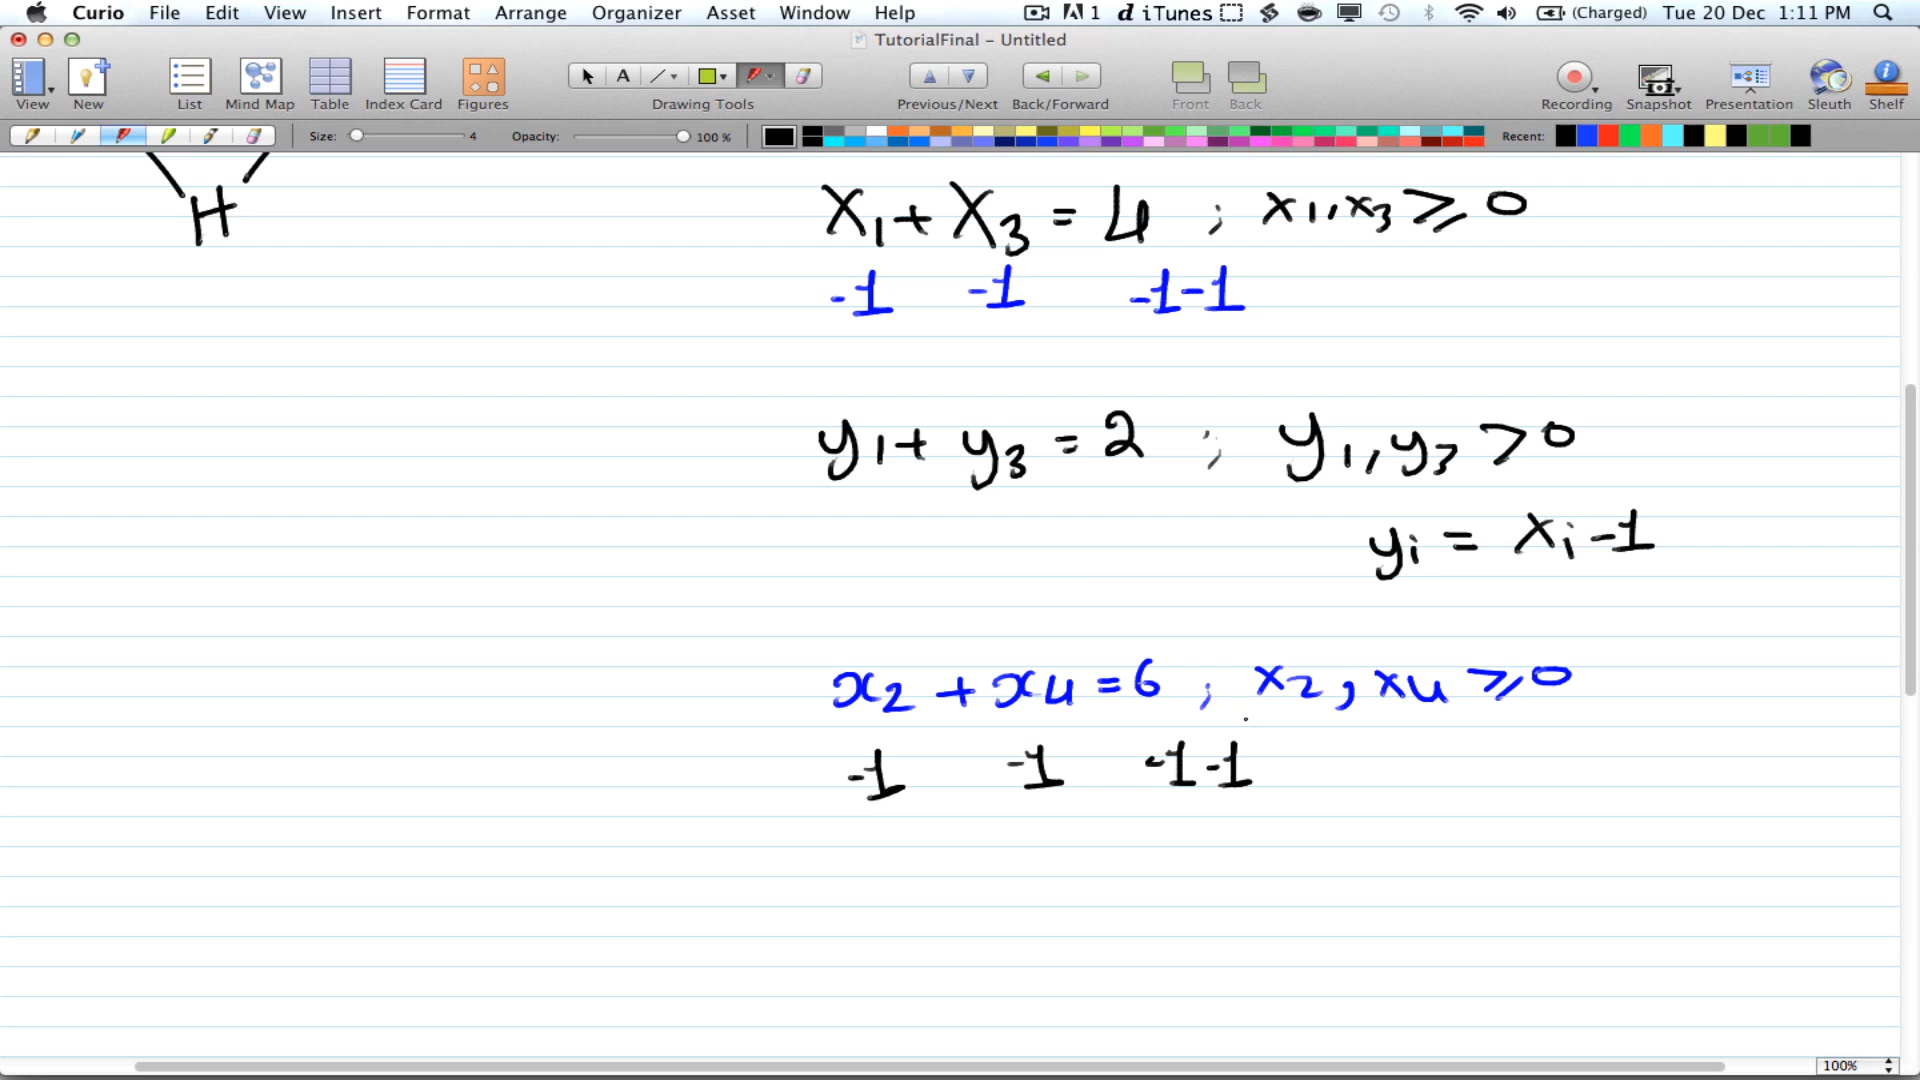 Curio File Edit View Insert Format Arrange Organizer Asset Window Help 1 d iTunes (Charged) Tue 20 Dec 1:11 PM
TutorialFinal – Untitled
A
View New List Mind Map Table Index Card Figures Drawing Tools Previous/Next Back/Forward Front Back Recording Snapshot Presentation Sleuth Shelf
Size: 4 Opacity: 100 % Recent:
H
x1 + x3 = 4 ; x1, x3 ≥ 0
-1 -1 -1-1
y1 + y3 = 2 ; y1, y3 > 0
yi = xi -1
x2 + x4 = 6 ; x2, x4 ≥ 0
-1 -1 -1-1
100%